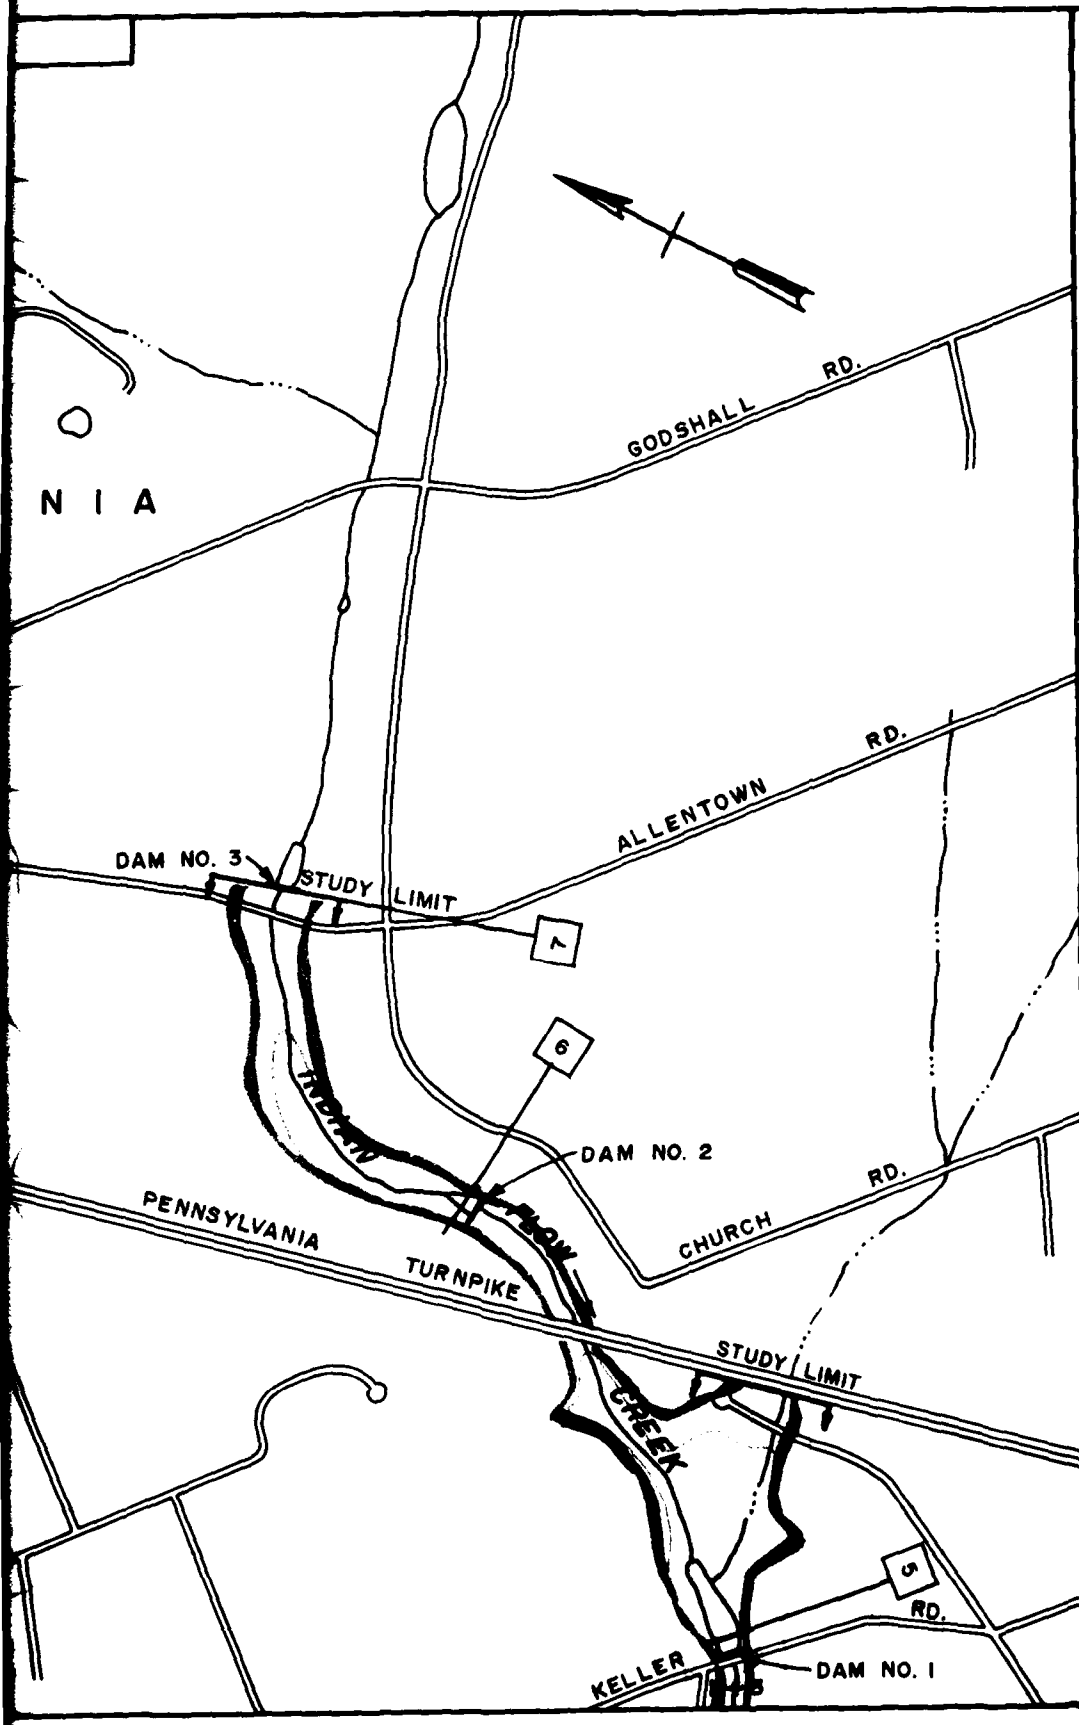 GODSHALL RD.
N I A
ALLENTOWN RD.
DAM NO. 3
STUDY LIMIT
7
6
INDIAN
DAM NO. 2
CHURCH RD.
FLOW
PENNSYLVANIA TURNPIKE
STUDY LIMIT
CREEK
5
KELLER RD.
DAM NO. 1